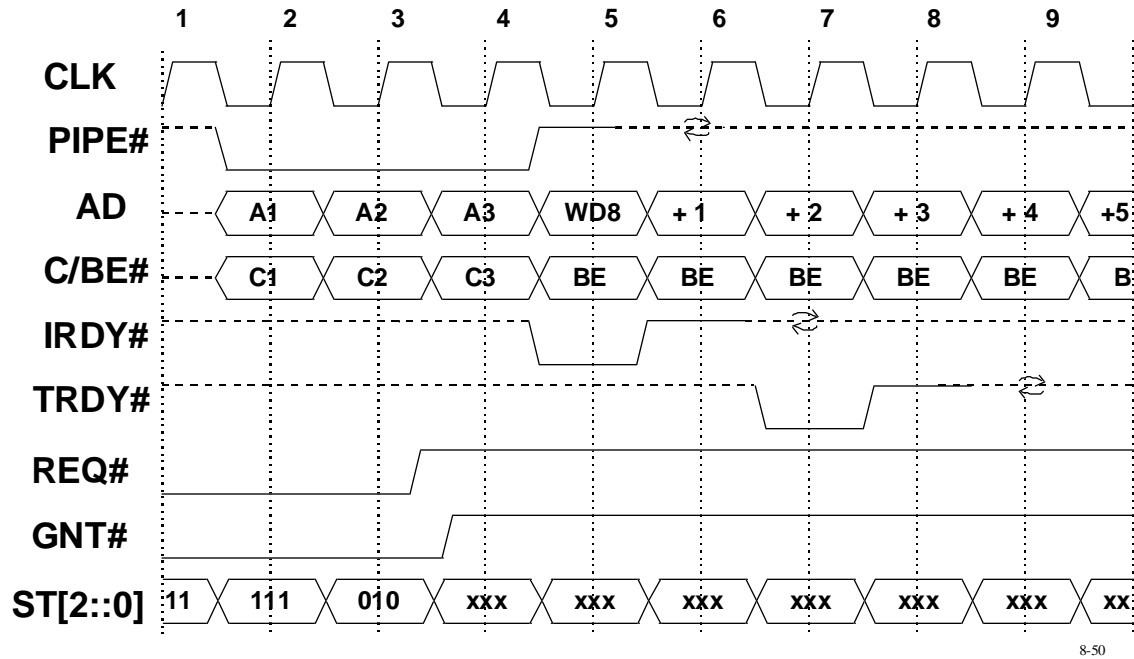 1 2 3 4 5 6 7 8 9
CLK
PIPE#
AD A1 A2 A3 WD8 + 1 + 2 + 3 + 4 +5
C/BE# C1 C2 C3 BE BE BE BE BE B
IRDY#
TRDY#
REQ#
GNT#
ST[2::0] 11 111 010 xxx xxx xxx xxx xxx xxx xx
8-50